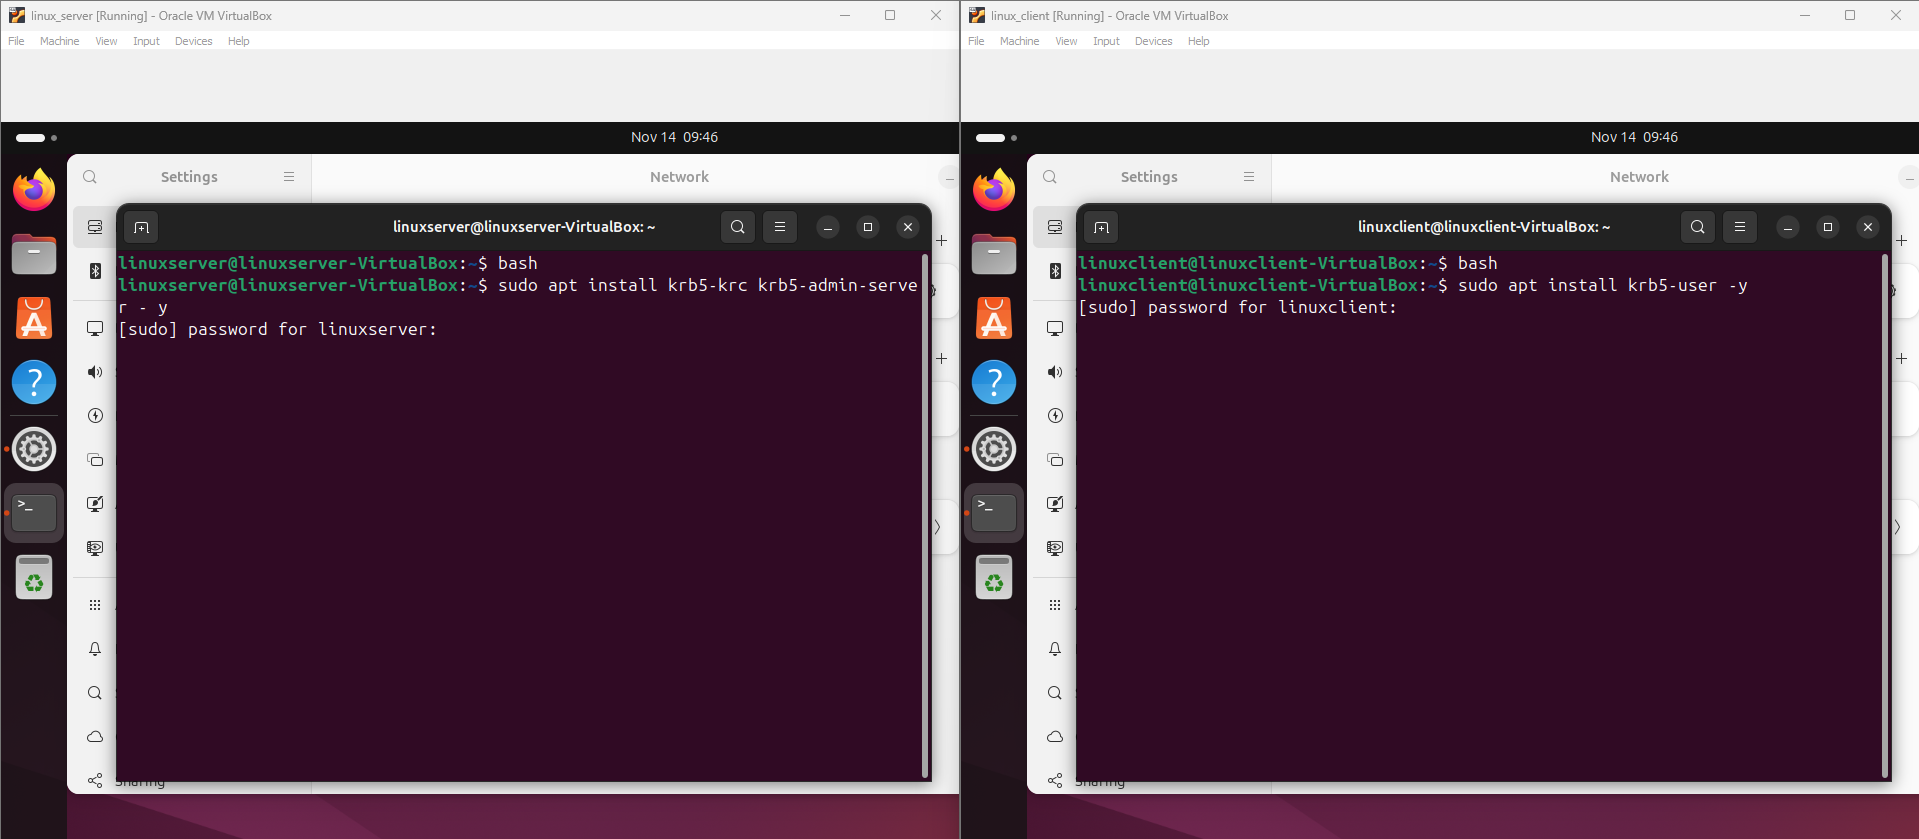 linux_server [Running] - Oracle VM VirtualBox
File Machine View Input Devices Help
Nov 14 09:46
Settings
Network
linuxserver@linuxserver-VirtualBox: ~
linuxserver@linuxserver-VirtualBox:~$ bash
linuxserver@linuxserver-VirtualBox:~$ sudo apt install krb5-krc krb5-admin-serve
r - y
[sudo] password for linuxserver:
Sharing
linux_client [Running] - Oracle VM VirtualBox
File Machine View Input Devices Help
Nov 14 09:46
Settings
Network
linuxclient@linuxclient-VirtualBox: ~
linuxclient@linuxclient-VirtualBox:~$ bash
linuxclient@linuxclient-VirtualBox:~$ sudo apt install krb5-user -y
[sudo] password for linuxclient:
Sharing